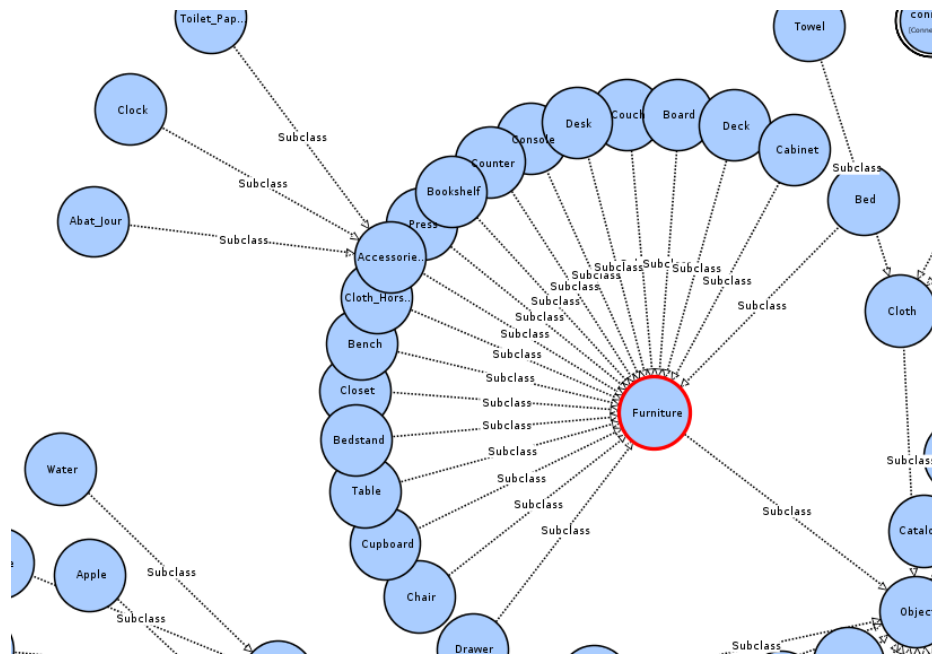 Toilet_Pap..
Towel
(Conne
Clock
Subclass
Console
Desk
Couch
Board
Deck
Cabinet
Counter
Subclass
Subclass
Bookshelf
Bed
Abat_Jour
Press
Subclass
Accessorie..
Subclass
Subclass
Subclass
Subclass
Subclass
Cloth_Hors..
Subclass
Subclass
Subclass
Cloth
Subclass
Subclass
Bench
Subclass
Subclass
Closet
Subclass
Furniture
Subclass
Bedstand
Subclass
Subclass
Water
Subclass
Table
Subclass
Subclass
Subclass
Catalo
Cupboard
Subclass
Apple
Subclass
Chair
Object
Subclass
Drawer
Subclass